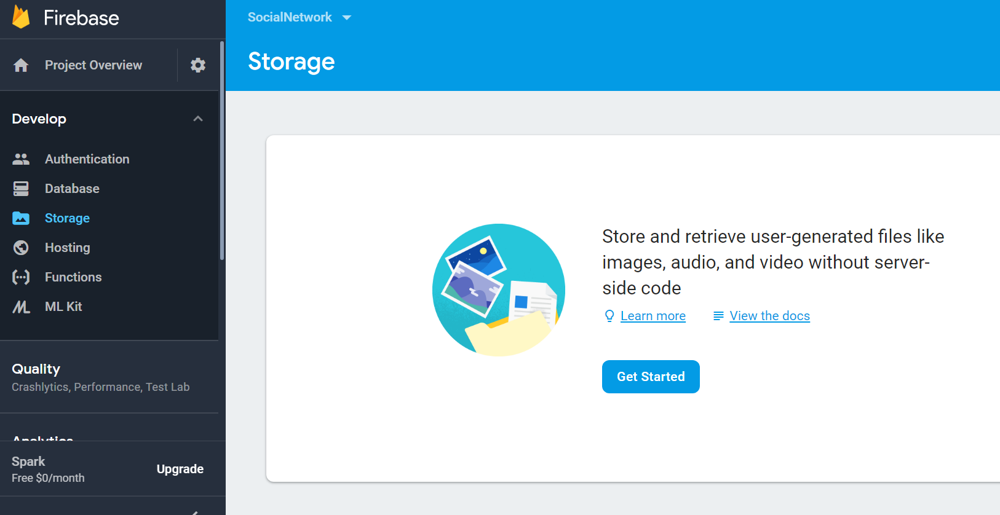 Firebase
Project Overview
Develop
Authentication
Database
Storage
Hosting
Functions
ML Kit
Quality
Crashlytics, Performance, Test Lab
Analytics
Spark
Free $0/month
Upgrade
SocialNetwork
Storage
Store and retrieve user-generated files like
images, audio, and video without server-
side code
Learn more
View the docs
Get Started